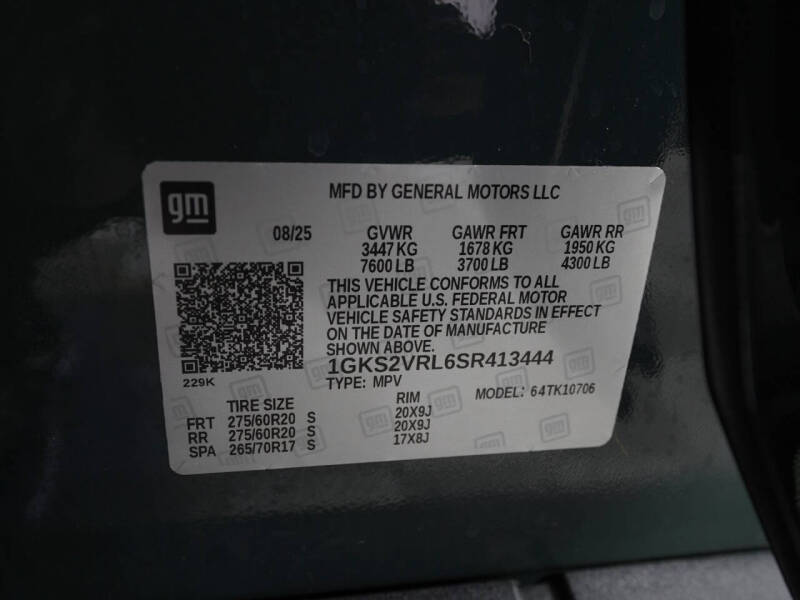 gm
MFD BY GENERAL MOTORS LLC
08/25 GVWR GAWR FRT GAWR RR
3447 KG 1678 KG 1950 KG
7600 LB 3700 LB 4300 LB
THIS VEHICLE CONFORMS TO ALL
APPLICABLE U.S. FEDERAL MOTOR
VEHICLE SAFETY STANDARDS IN EFFECT
ON THE DATE OF MANUFACTURE
SHOWN ABOVE.
1GKS2VRL6SR413444
229K
TYPE: MPV MODEL: 64TK10706
TIRE SIZE RIM
FRT 275/60R20 S 20X9J
RR 275/60R20 S 20X9J
SPA 265/70R17 S 17X8J